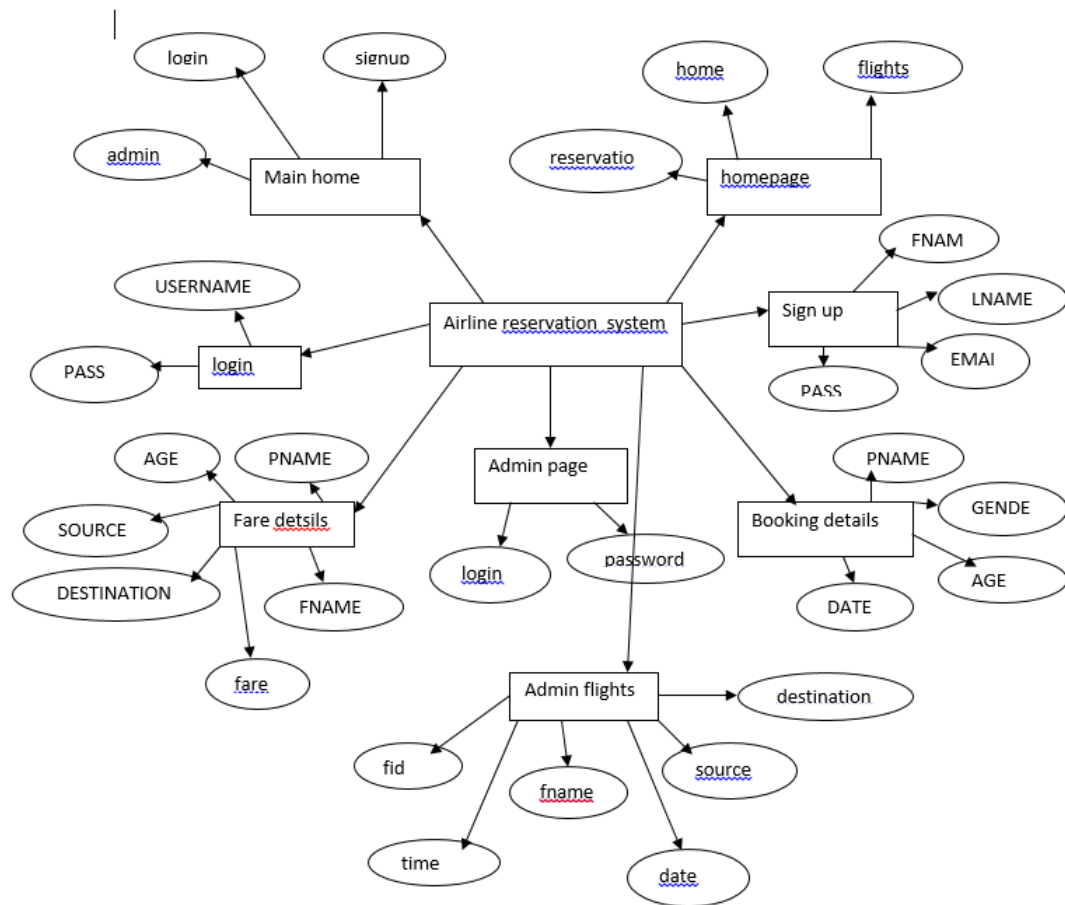 login
signup
home
flights
admin
Main home
reservatio
homepage
FNAM
USERNAME
LNAME
Airline reservation system
Sign up
PASS
login
EMAI
PASS
AGE
PNAME
Admin page
PNAME
SOURCE
Fare detsils
Booking details
GENDE
login
password
DESTINATION
FNAME
DATE
AGE
fare
Admin flights
destination
fid
fname
source
time
date